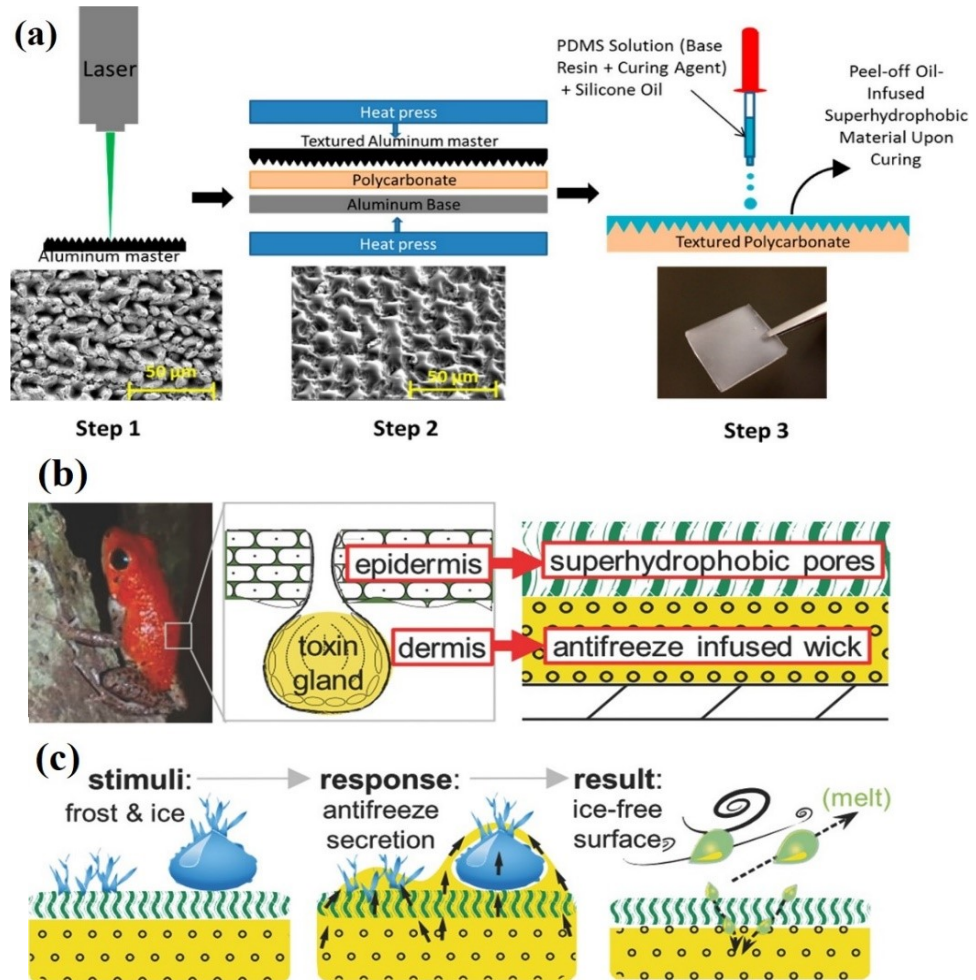 (a)
Laser
Aluminum master
50 µm
Step 1
Heat press
Textured Aluminum master
Polycarbonate
Aluminum Base
Heat press
50 µm
Step 2
PDMS Solution (Base
Resin + Curing Agent)
+ Silicone Oil
Peel-off Oil-
Infused
Superhydrophobic
Material Upon
Curing
Textured Polycarbonate
Step 3
(b)
epidermis
superhydrophobic pores
toxin
gland
dermis
antifreeze infused wick
(c)
stimuli:
frost & ice
response:
antifreeze
secretion
result:
ice-free
surface
(melt)